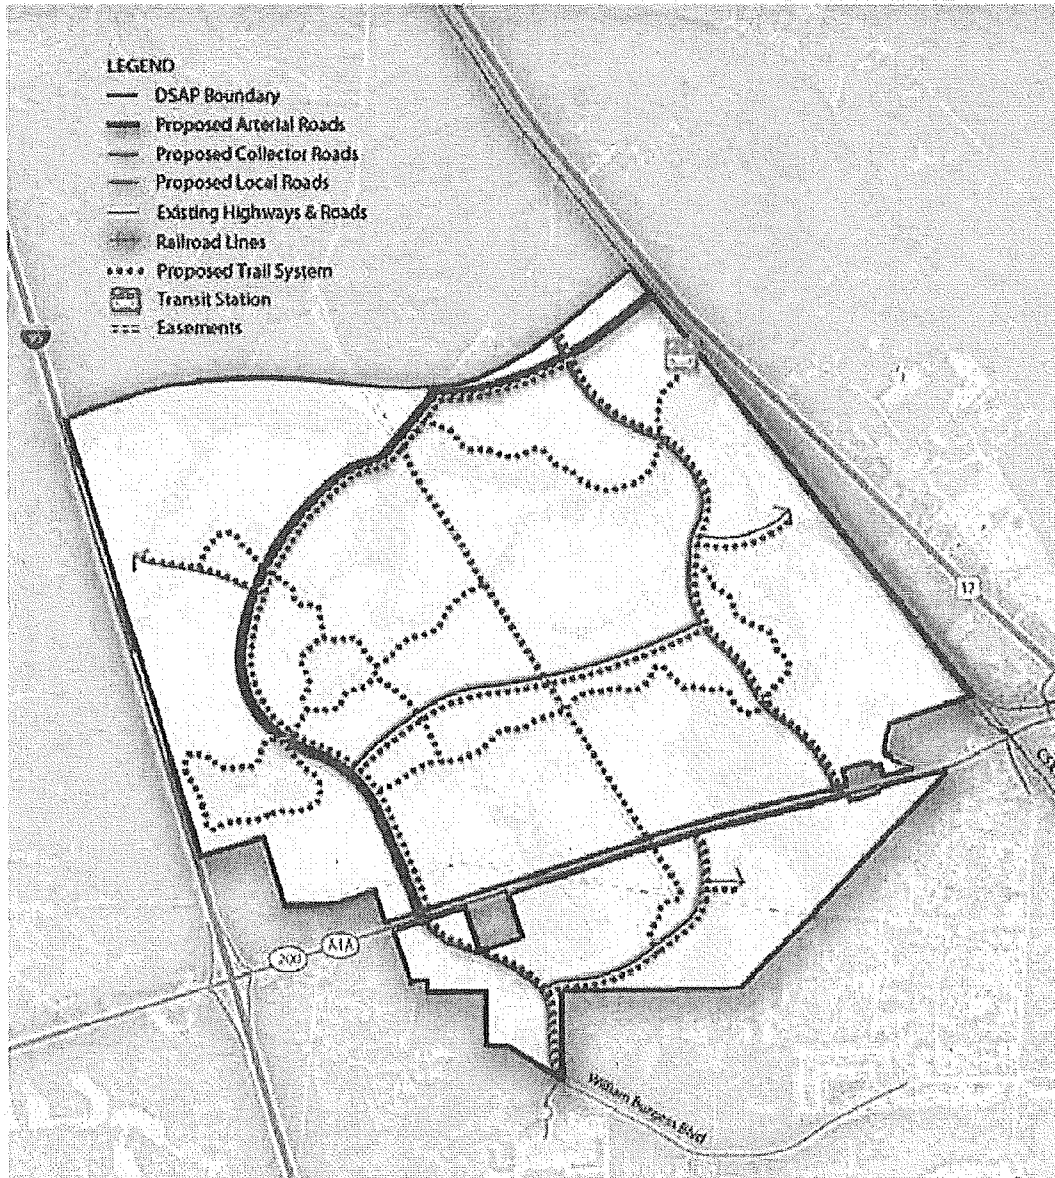 LEGEND
DSAP Boundary
Proposed Arterial Roads
Proposed Collector Roads
Proposed Local Roads
Existing Highways & Roads
Railroad Lines
Proposed Trail System
Transit Station
Easements
17
200
A1A
William Burgess Blvd